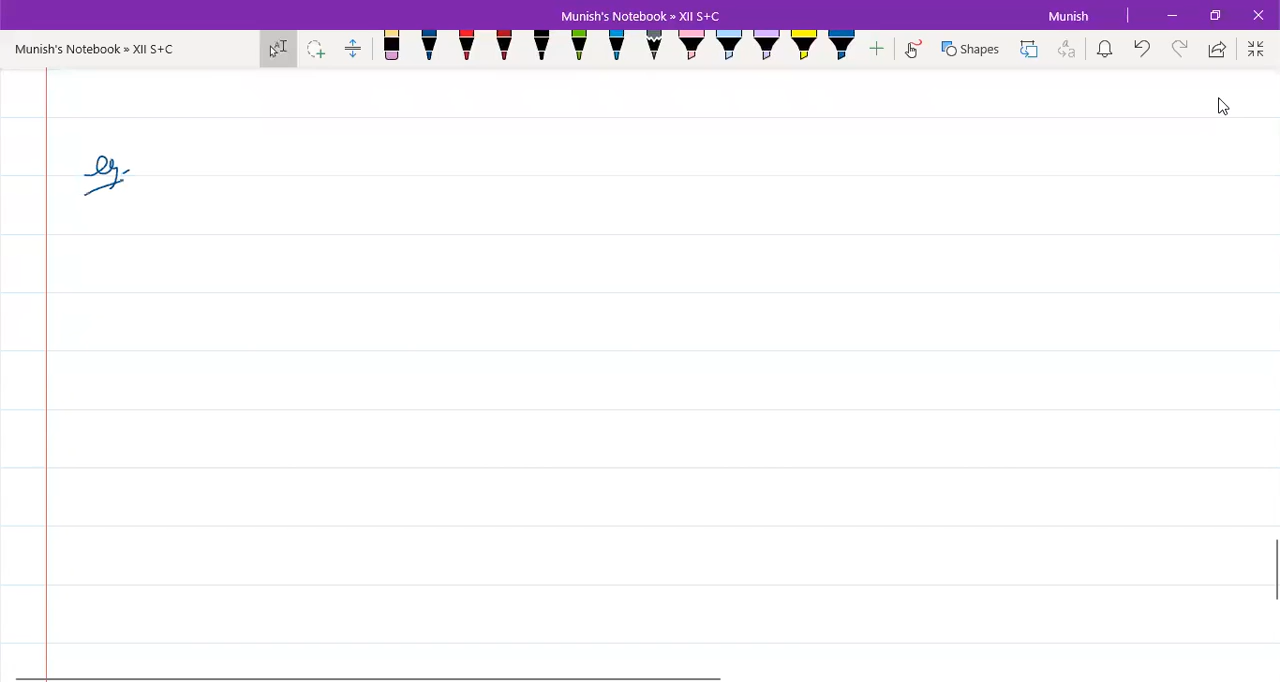 Munish's Notebook » XII S+C
Munish
Munish's Notebook » XII S+C
Shapes
eg.